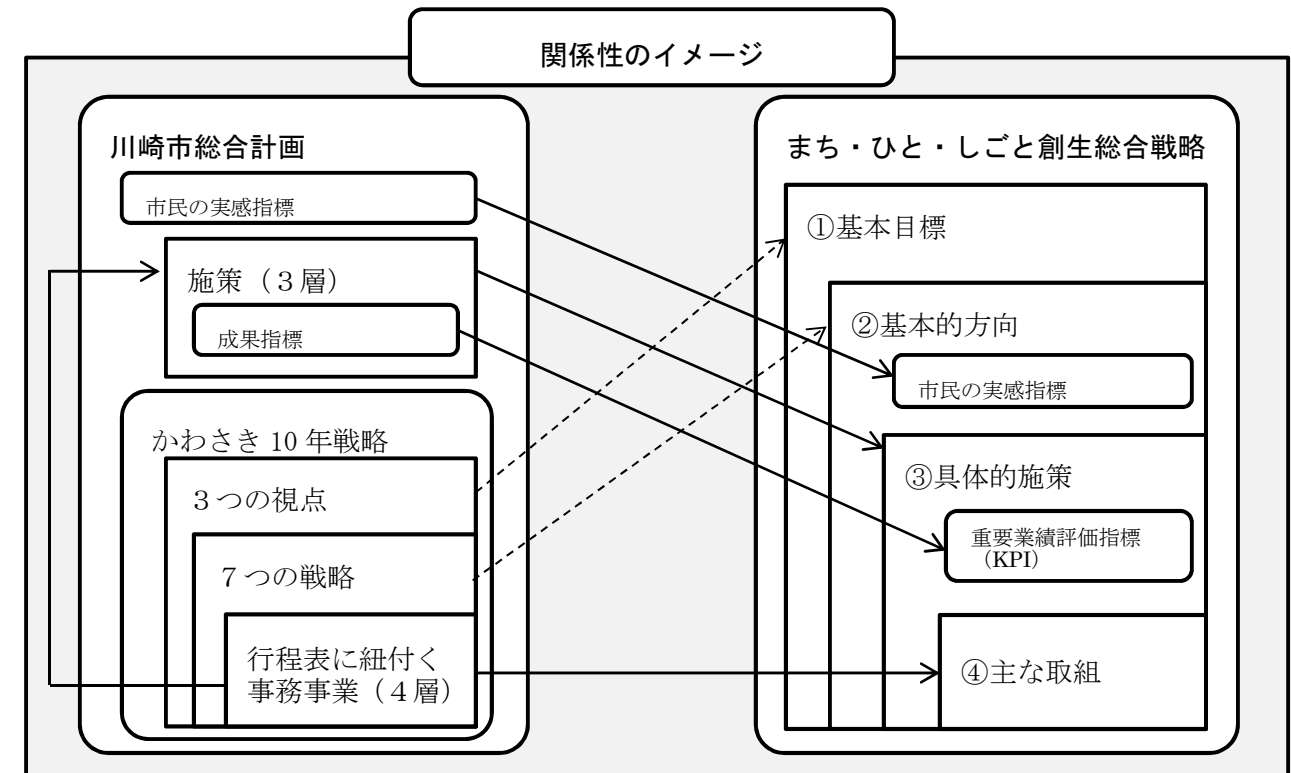 関係性のイメージ
川崎市総合計画
市民の実感指標
施策（３層）
成果指標
かわさき 10 年戦略
３つの視点
７つの戦略
行程表に紐付く
事務事業（４層）
まち・ひと・しごと創生総合戦略
①基本目標
②基本的方向
市民の実感指標
③具体的施策
重要業績評価指標
（KPI）
④主な取組